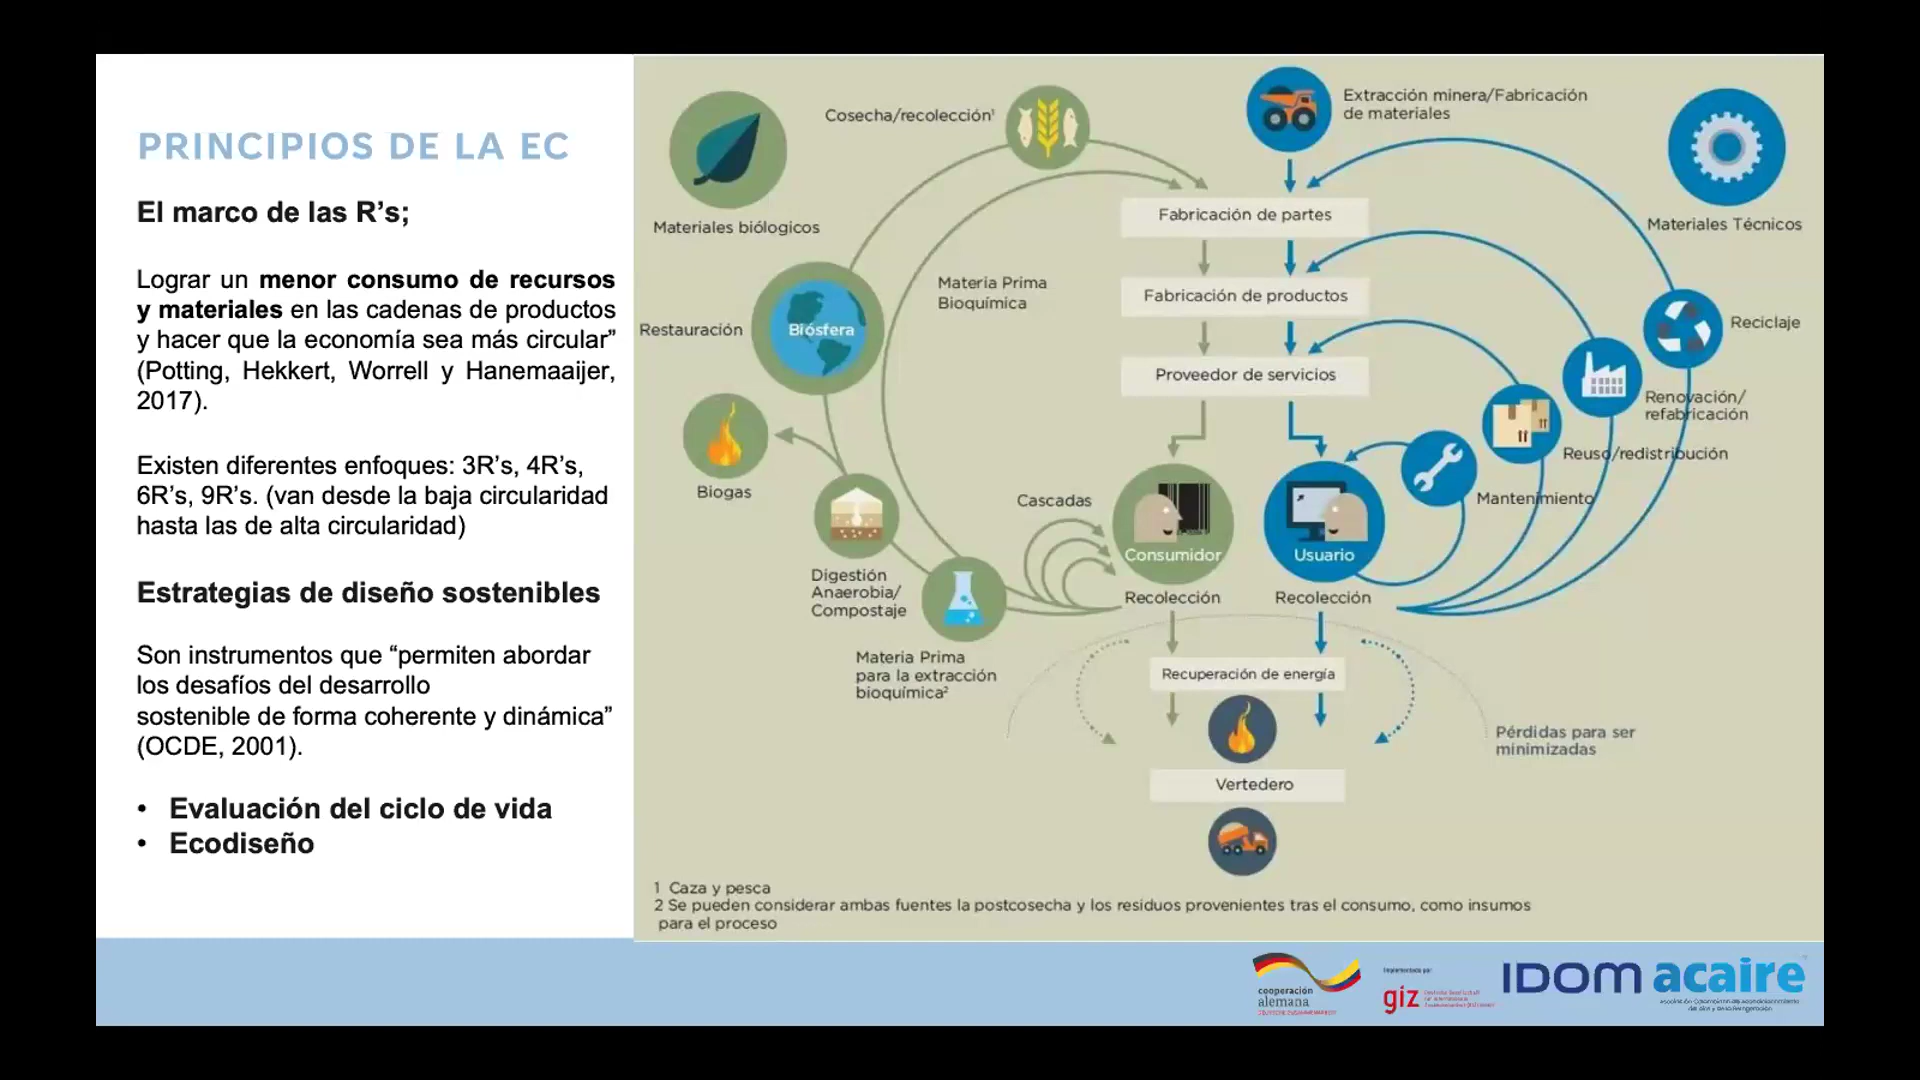 PRINCIPIOS DE LA EC
El marco de las R’s;
Lograr un menor consumo de recursos
y materiales en las cadenas de productos
y hacer que la economía sea más circular”
(Potting, Hekkert, Worrell y Hanemaaijer,
2017).
Existen diferentes enfoques: 3R’s, 4R’s,
6R’s, 9R’s. (van desde la baja circularidad
hasta las de alta circularidad)
Estrategias de diseño sostenibles
Son instrumentos que “permiten abordar
los desafíos del desarrollo
sostenible de forma coherente y dinámica”
(OCDE, 2001).
• Evaluación del ciclo de vida
• Ecodiseño
Cosecha/recolección¹
Extracción minera/Fabricación
de materiales
Materiales biólogicos
Materiales Técnicos
Fabricación de partes
Materia Prima
Bioquímica
Fabricación de productos
Restauración
Biósfera
Reciclaje
Proveedor de servicios
Renovación/
refabricación
Reuso/redistribución
Biogas
Cascadas
Mantenimiento
Consumidor
Usuario
Digestión
Anaerobia/
Compostaje
Recolección
Recolección
Materia Prima
para la extracción
bioquímica²
Recuperación de energía
Pérdidas para ser
minimizadas
Vertedero
1 Caza y pesca
2 Se pueden considerar ambas fuentes la postcosecha y los residuos provenientes tras el consumo, como insumos
para el proceso
cooperación
alemana
Implementada por
giz
IDOM
acaire